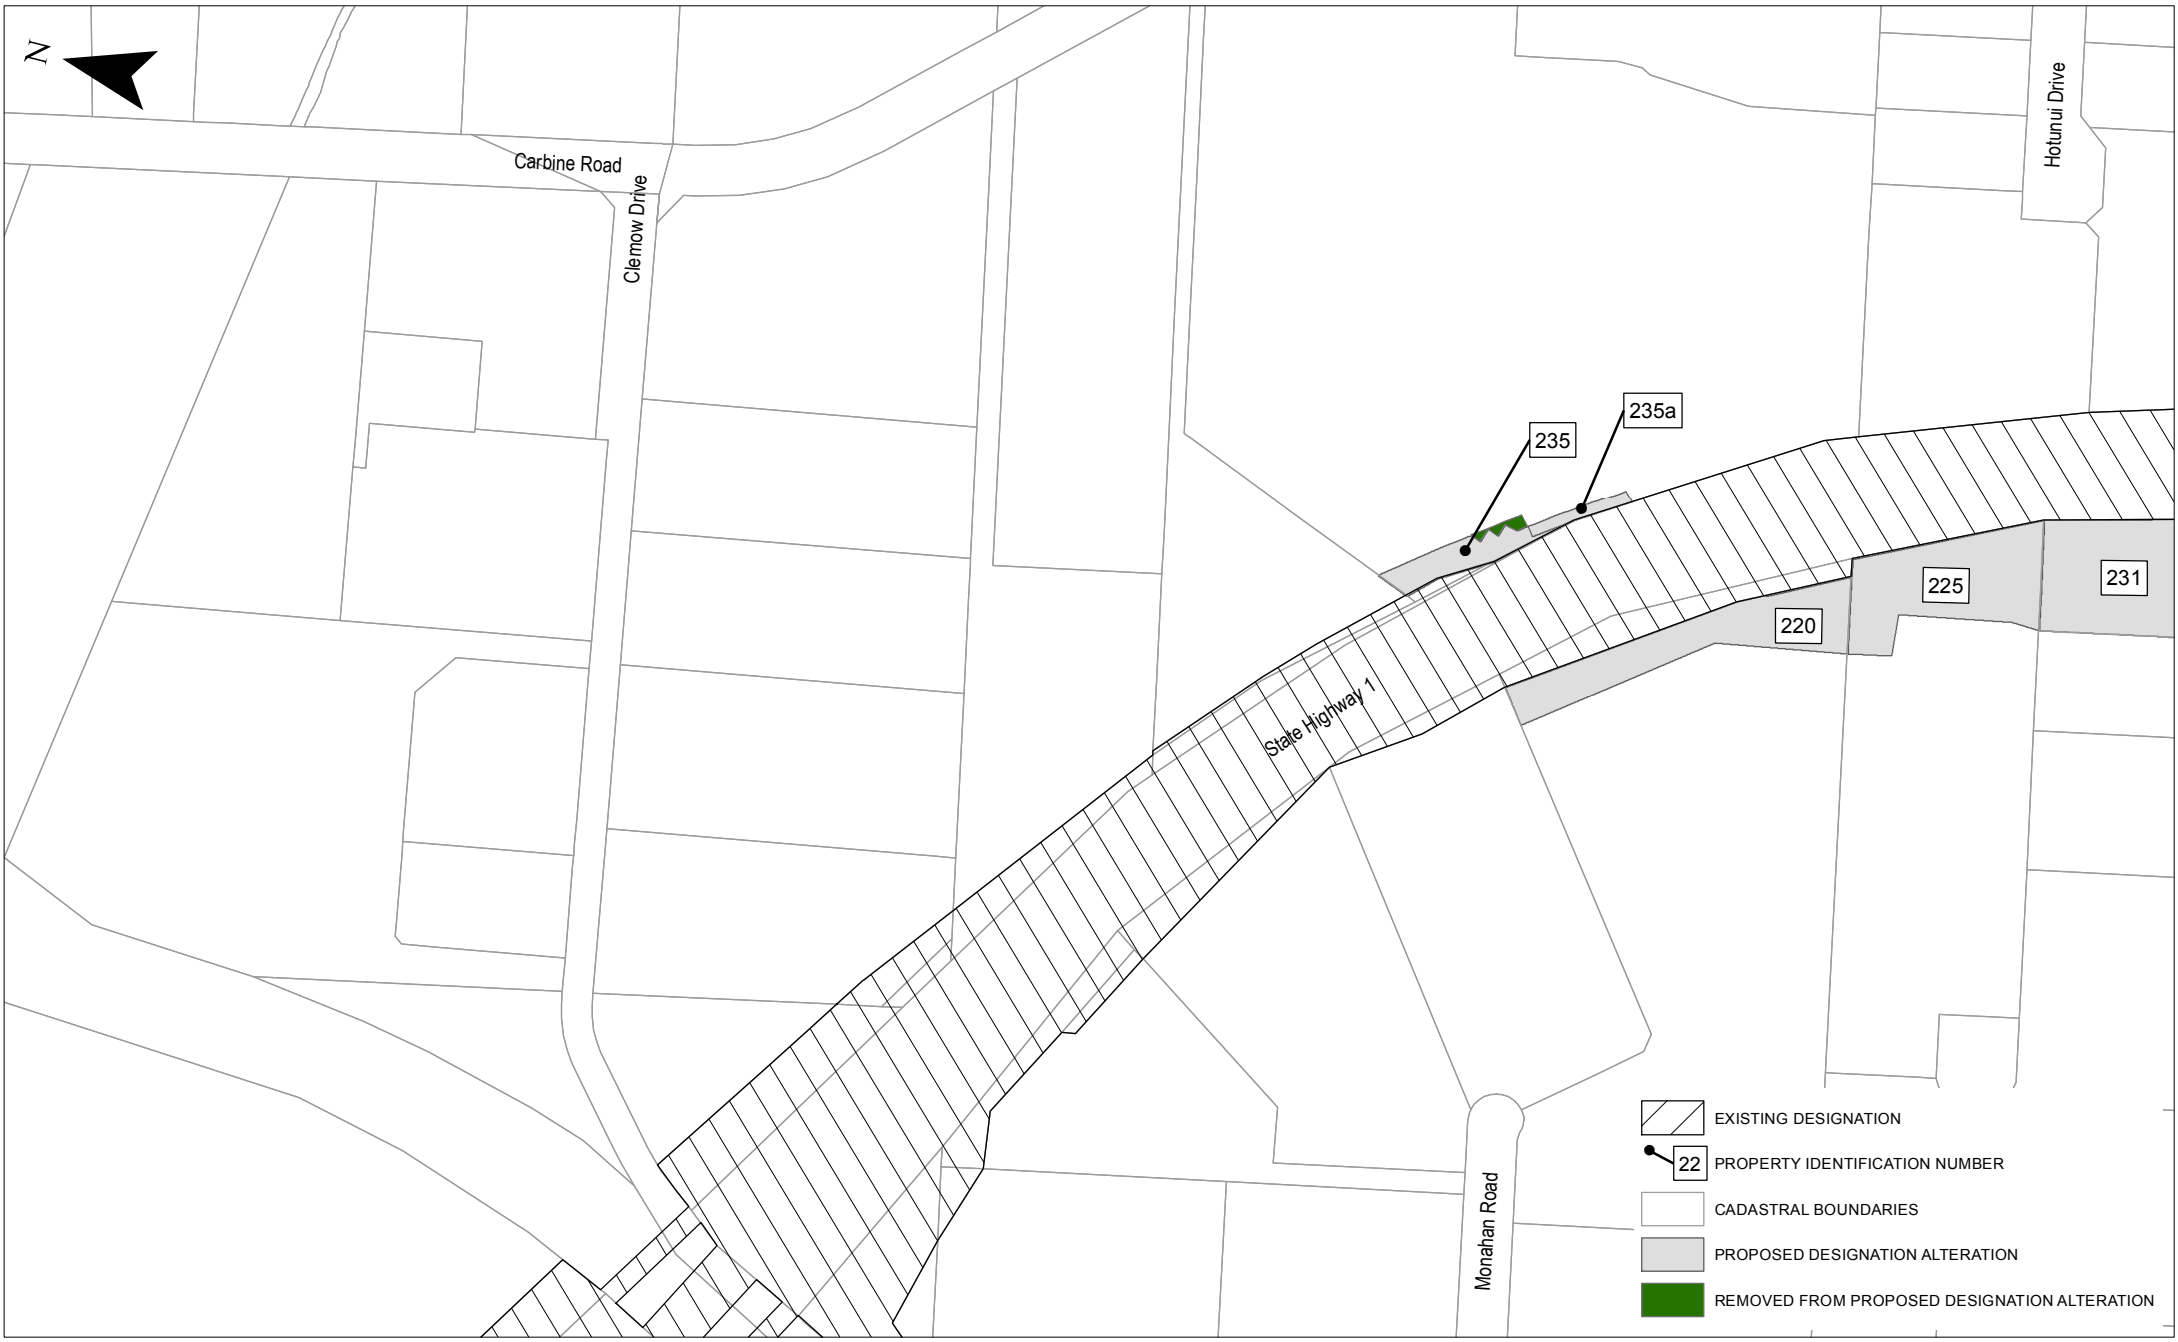 N
Carbine Road
Clemow Drive
Hotunui Drive
235a
235
231
225
220
State Highway 1
Monahan Road
EXISTING DESIGNATION
22 PROPERTY IDENTIFICATION NUMBER
CADASTRAL BOUNDARIES
PROPOSED DESIGNATION ALTERATION
REMOVED FROM PROPOSED DESIGNATION ALTERATION